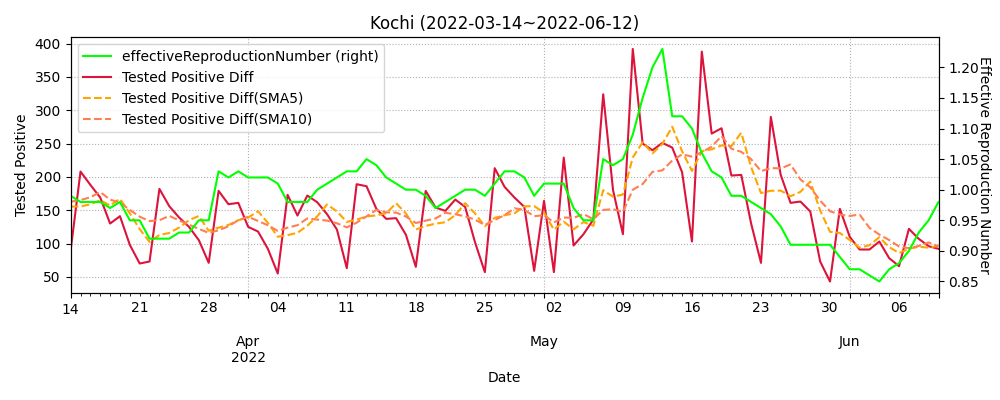 Kochi (2022-03-14~2022-06-12)
effectiveReproductionNumber (right)
Tested Positive Diff
Tested Positive Diff(SMA5)
Tested Positive Diff(SMA10)
Tested Positive
400
350
300
250
200
150
100
50
Effective Reproduction Number
1.20
1.15
1.10
1.05
1.00
0.95
0.90
0.85
14 21 28 04 11 18 25 02 09 16 23 30 06
Apr May Jun
2022
Date